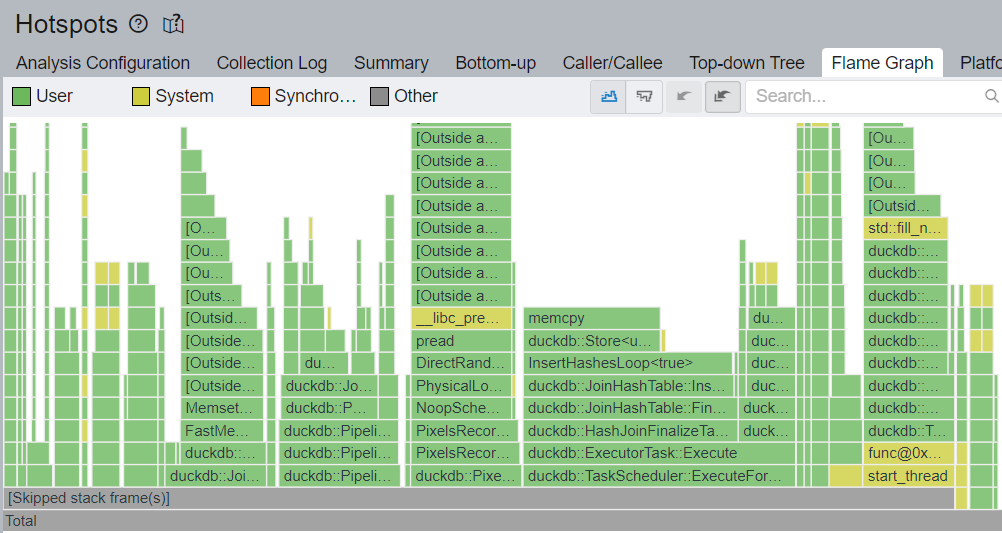 Hotspots
Analysis Configuration Collection Log Summary Bottom-up Caller/Callee Top-down Tree Flame Graph Platfo
User System Synchro… Other Search...
[Outside a… [Ou…
[Outside a… [Ou…
[Outside a… [Ou…
[Outside a… [Outsid…
[O… [Outside a… std::fill_n…
[Ou… [Outside a… duckdb::…
[Ou… [Outside a… duckdb::…
[Outs… [Outside a… duckdb::…
[Outsid… __libc_pre… memcpy du… duckdb::…
[Outside… pread duckdb::Store<u… duc… duckdb::…
[Outside… du… DirectRand… InsertHashesLoop<true> duc… duckdb::…
[Outside… duckdb::Jo… PhysicalLo… duckdb::JoinHashTable::Ins… duc… duckdb::…
Memset… duckdb::P… NoopSche… duckdb::JoinHashTable::Fin… duck… duckdb::…
FastMe… duckdb::Pipeli… PixelsRecor… duckdb::HashJoinFinalizeTa… duck… duckdb::T…
duckdb::… duckdb::Pipeli… PixelsRecor… duckdb::ExecutorTask::Execute func@0x…
duckdb::Joi… duckdb::Pipeli… duckdb::Pixe… duckdb::TaskScheduler::ExecuteFor… start_thread
[Skipped stack frame(s)]
Total